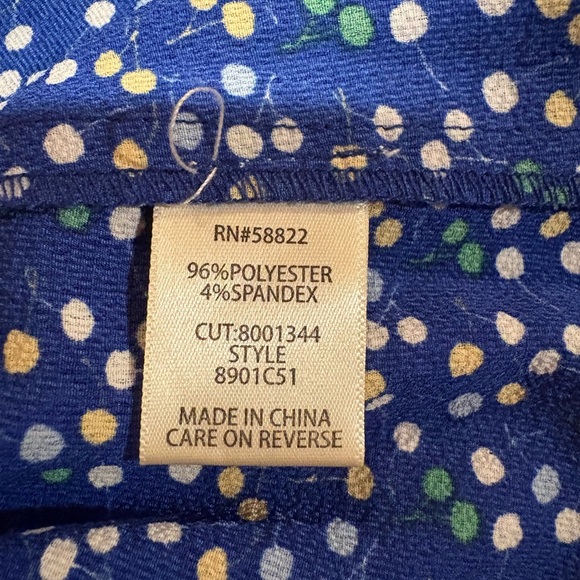 RN#58822
96%POLYESTER
4%SPANDEX
CUT:8001344
STYLE
8901C51
MADE IN CHINA
CARE ON REVERSE